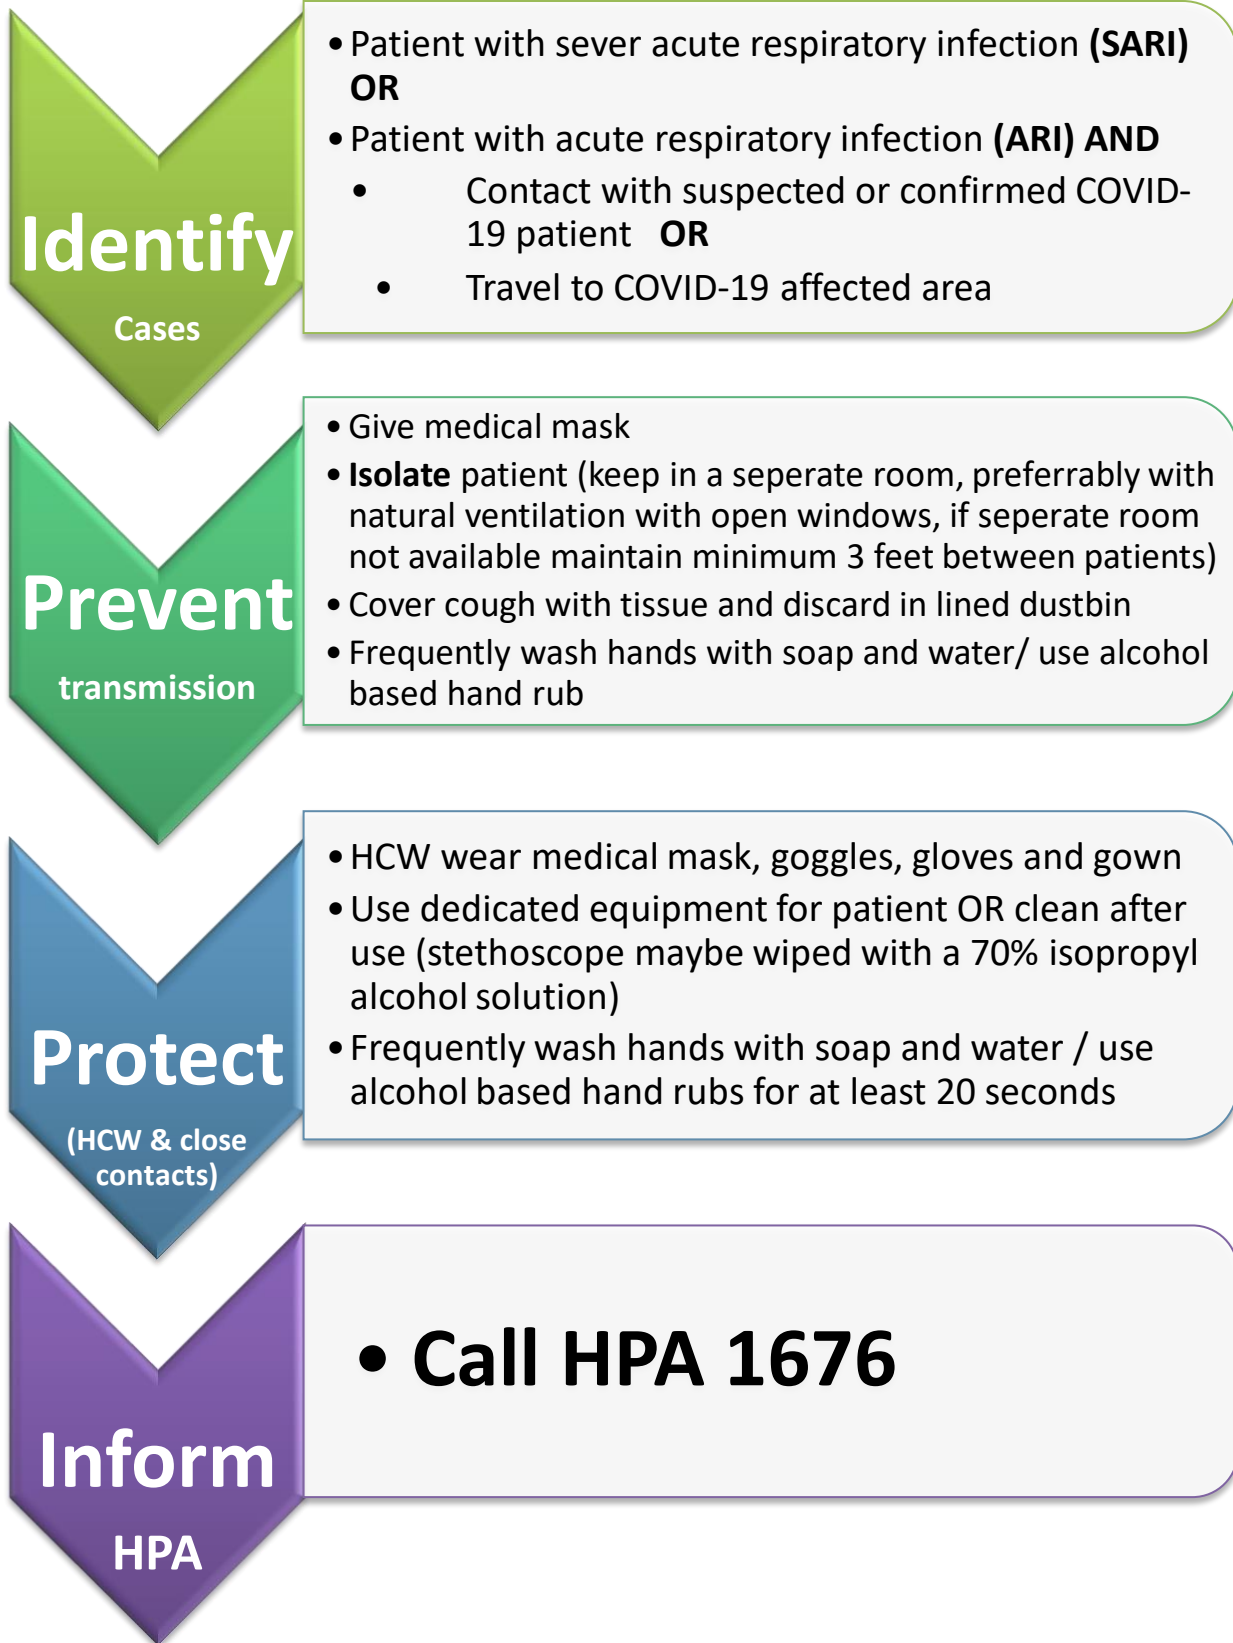 Identify
Cases
• Patient with sever acute respiratory infection (SARI)
OR
• Patient with acute respiratory infection (ARI) AND
• Contact with suspected or confirmed COVID-
19 patient OR
• Travel to COVID-19 affected area
Prevent
transmission
• Give medical mask
• Isolate patient (keep in a seperate room, preferrably with
natural ventilation with open windows, if seperate room
not available maintain minimum 3 feet between patients)
• Cover cough with tissue and discard in lined dustbin
• Frequently wash hands with soap and water/ use alcohol
based hand rub
Protect
(HCW & close
contacts)
• HCW wear medical mask, goggles, gloves and gown
• Use dedicated equipment for patient OR clean after
use (stethoscope maybe wiped with a 70% isopropyl
alcohol solution)
• Frequently wash hands with soap and water / use
alcohol based hand rubs for at least 20 seconds
Inform
HPA
• Call HPA 1676